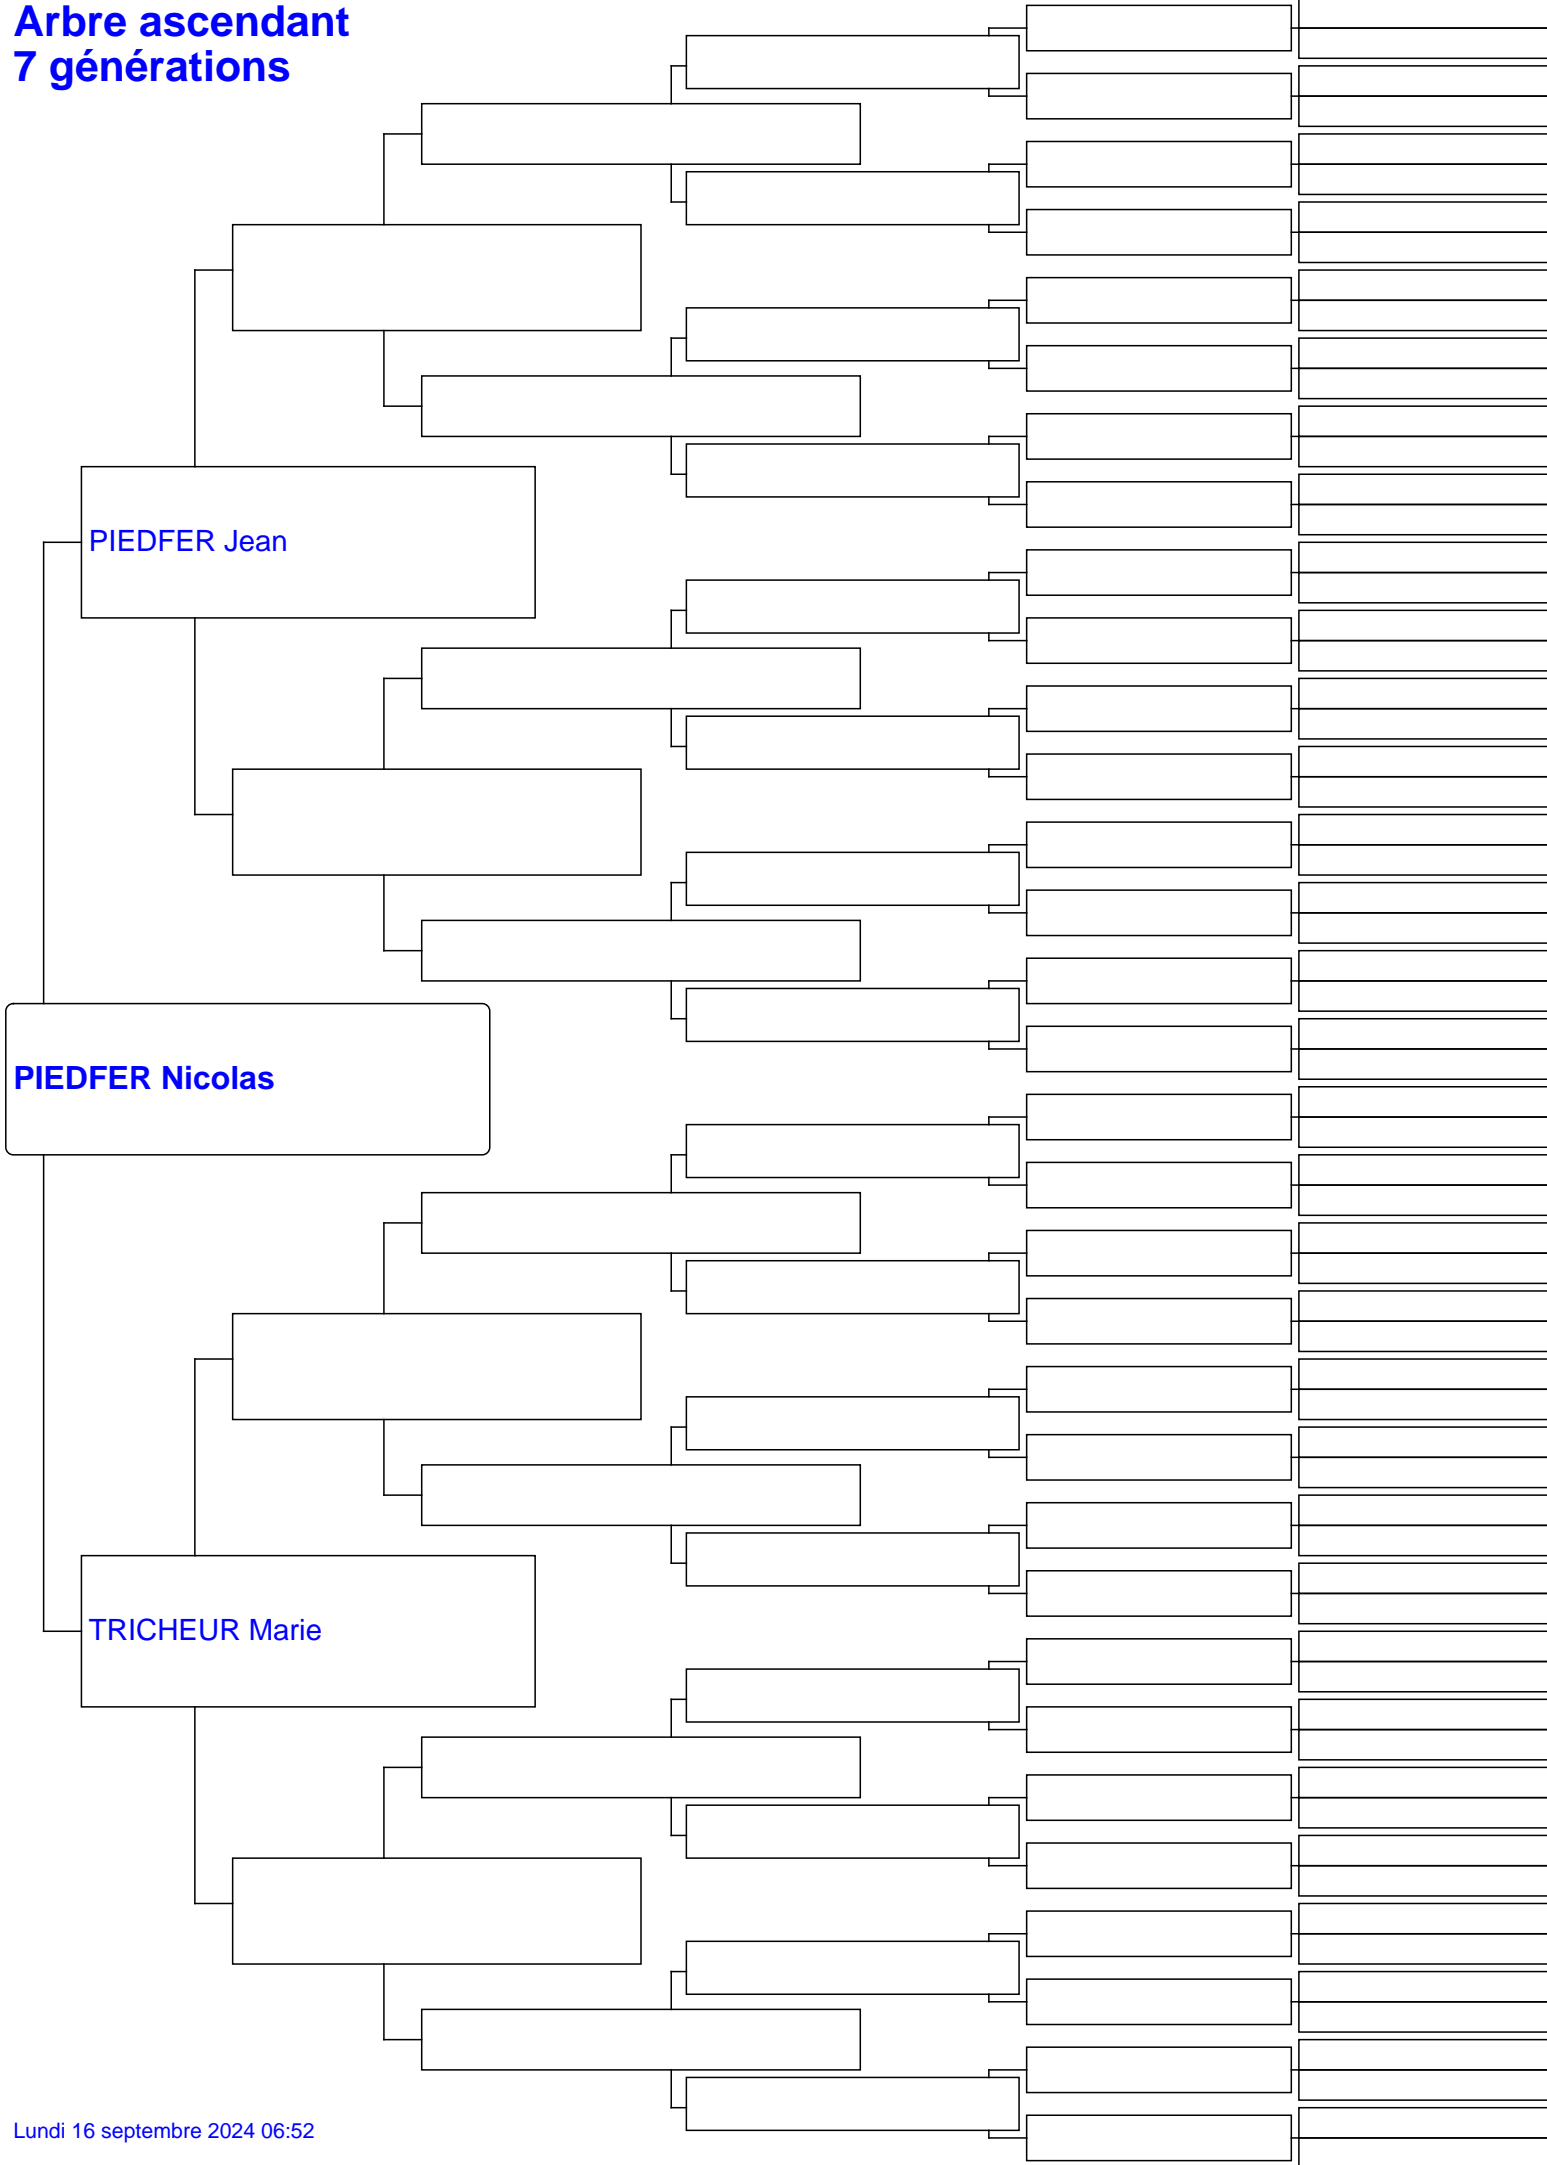 Arbre ascendant
7 générations
PIEDFER Jean
PIEDFER Nicolas
TRICHEUR Marie
Lundi 16 septembre 2024 06:52